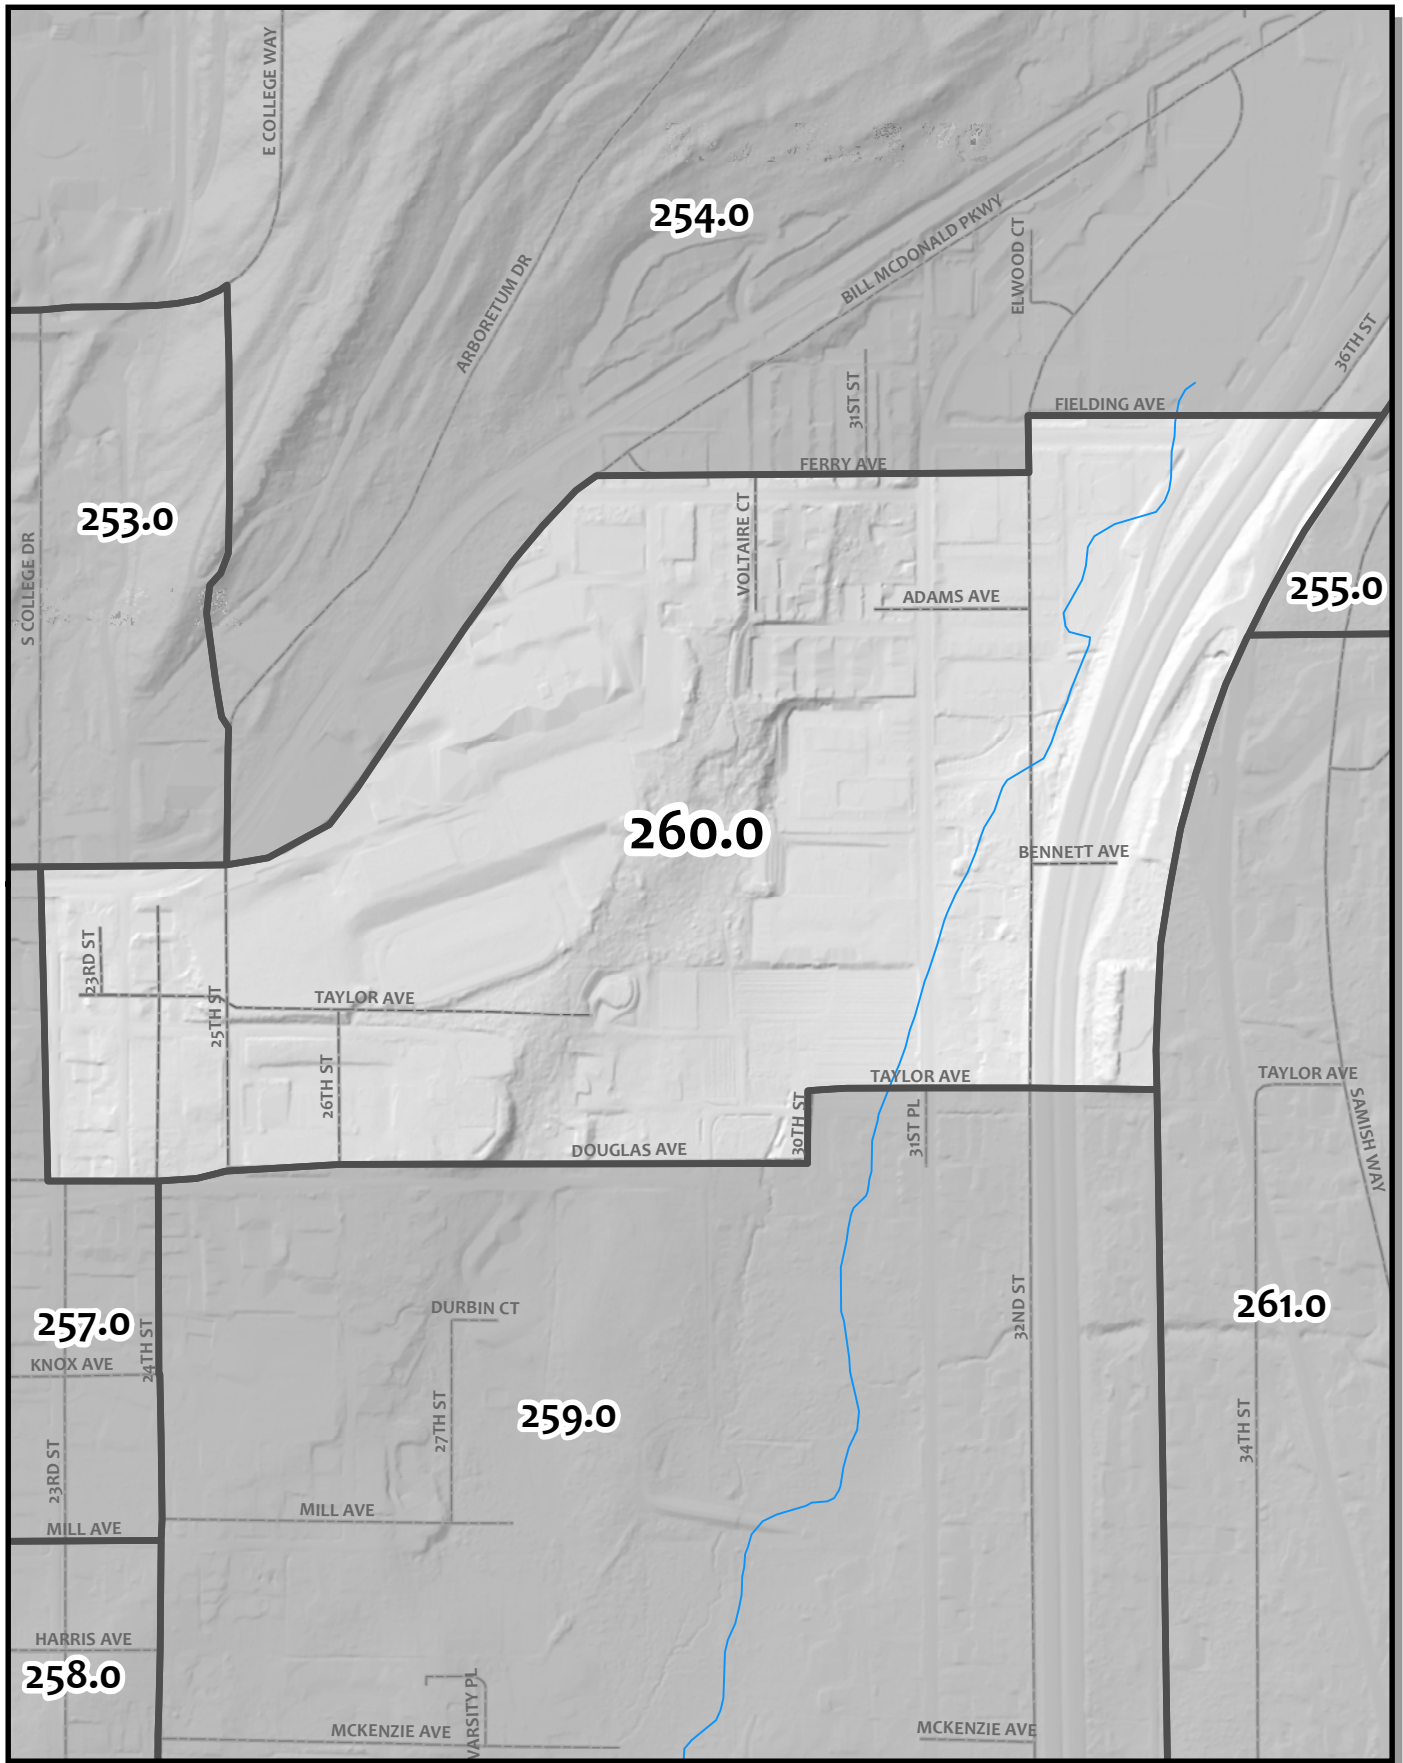 E COLLEGE WAY
254.0
BILL MCDONALD PKWY
ELWOOD CT
ARBORETUM DR
36TH ST
31ST ST
FIELDING AVE
FERRY AVE
253.0
VOLTAIRE CT
S COLLEGE DR
ADAMS AVE
255.0
260.0
BENNETT AVE
23RD ST
TAYLOR AVE
25TH ST
26TH ST
TAYLOR AVE
TAYLOR AVE
30TH ST
31ST PL
SAMISH WAY
DOUGLAS AVE
257.0
24TH ST
KNOX AVE
DURBIN CT
32ND ST
261.0
27TH ST
259.0
34TH ST
23RD ST
MILL AVE
MILL AVE
HARRIS AVE
258.0
VARSITY PL
MCKENZIE AVE
MCKENZIE AVE